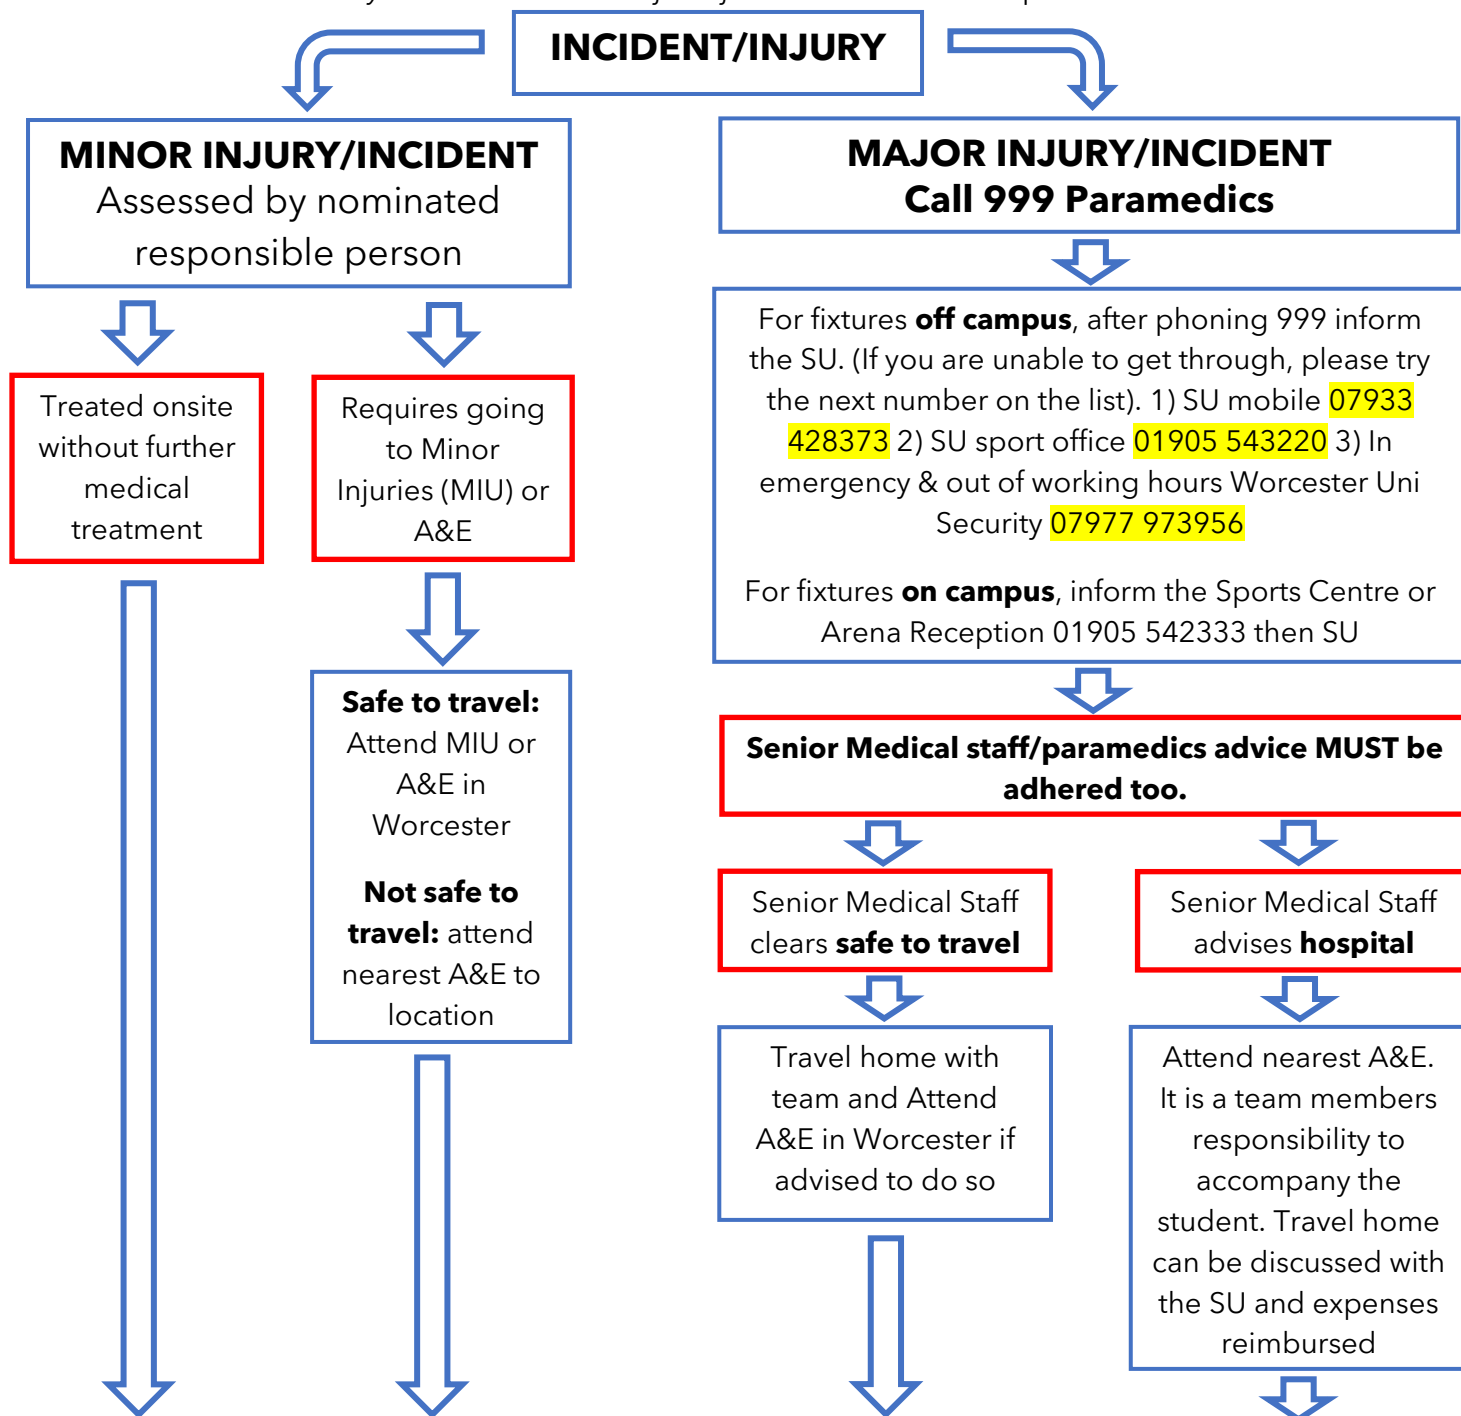 INCIDENT/INJURY
MINOR INJURY/INCIDENT
Assessed by nominated
responsible person
MAJOR INJURY/INCIDENT
Call 999 Paramedics
Treated onsite
without further
medical
treatment
Requires going
to Minor
Injuries (MIU) or
A&E
For fixtures off campus, after phoning 999 inform
the SU. (If you are unable to get through, please try
the next number on the list). 1) SU mobile 07933
428373 2) SU sport office 01905 543220 3) In
emergency & out of working hours Worcester Uni
Security 07977 973956
For fixtures on campus, inform the Sports Centre or
Arena Reception 01905 542333 then SU
Safe to travel:
Attend MIU or
A&E in
Worcester
Not safe to
travel: attend
nearest A&E to
location
Senior Medical staff/paramedics advice MUST be
adhered too.
Senior Medical Staff
clears safe to travel
Senior Medical Staff
advises hospital
Travel home with
team and Attend
A&E in Worcester if
advised to do so
Attend nearest A&E.
It is a team members
responsibility to
accompany the
student. Travel home
can be discussed with
the SU and expenses
reimbursed